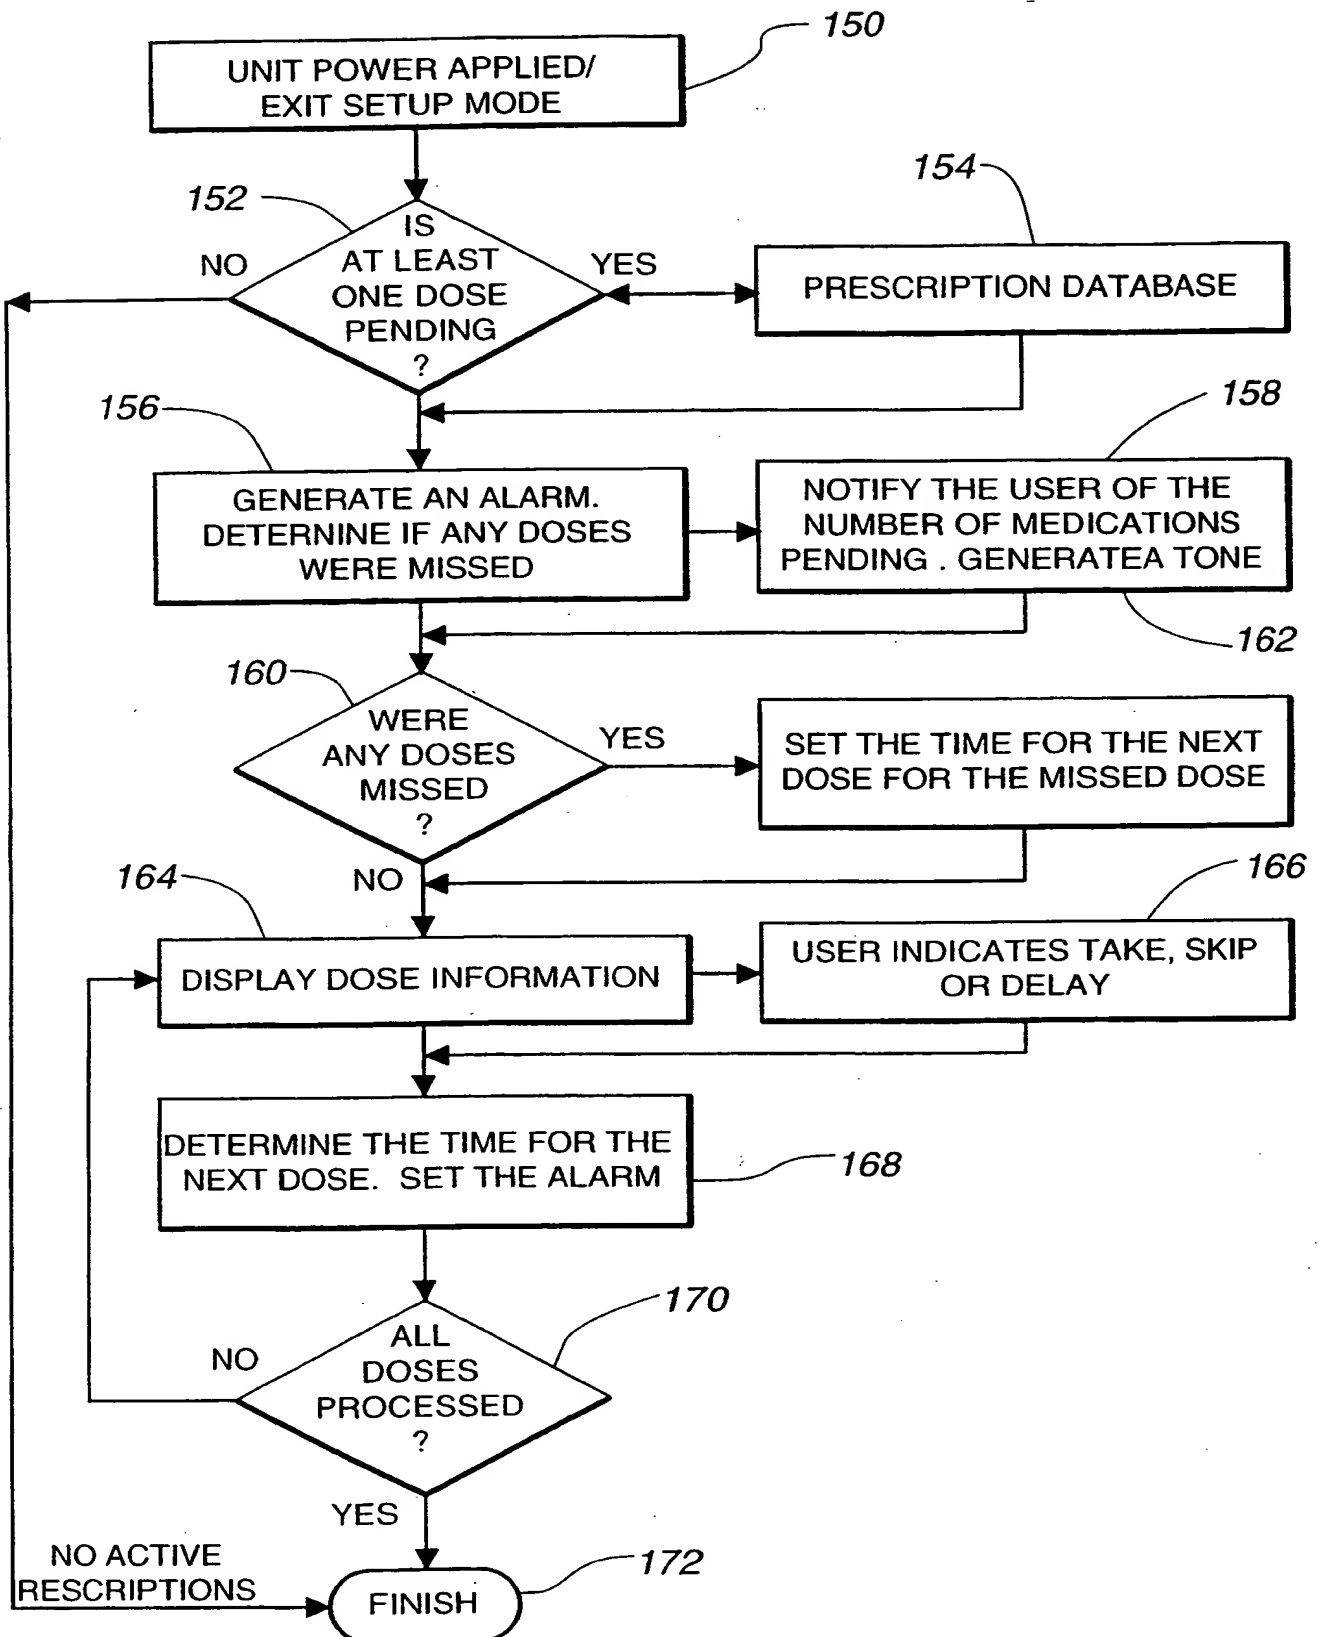 150
UNIT POWER APPLIED/
EXIT SETUP MODE
154
152
IS
AT LEAST
ONE DOSE
PENDING
?
NO
YES
PRESCRIPTION DATABASE
156
158
GENERATE AN ALARM.
DETERNINE IF ANY DOSES
WERE MISSED
NOTIFY THE USER OF THE
NUMBER OF MEDICATIONS
PENDING . GENERATEA TONE
162
160
WERE
ANY DOSES
MISSED
?
YES
SET THE TIME FOR THE NEXT
DOSE FOR THE MISSED DOSE
NO
164
166
DISPLAY DOSE INFORMATION
USER INDICATES TAKE, SKIP
OR DELAY
DETERMINE THE TIME FOR THE
NEXT DOSE. SET THE ALARM
168
170
ALL
DOSES
PROCESSED
?
NO
YES
NO ACTIVE
RESCRIPTIONS
172
FINISH